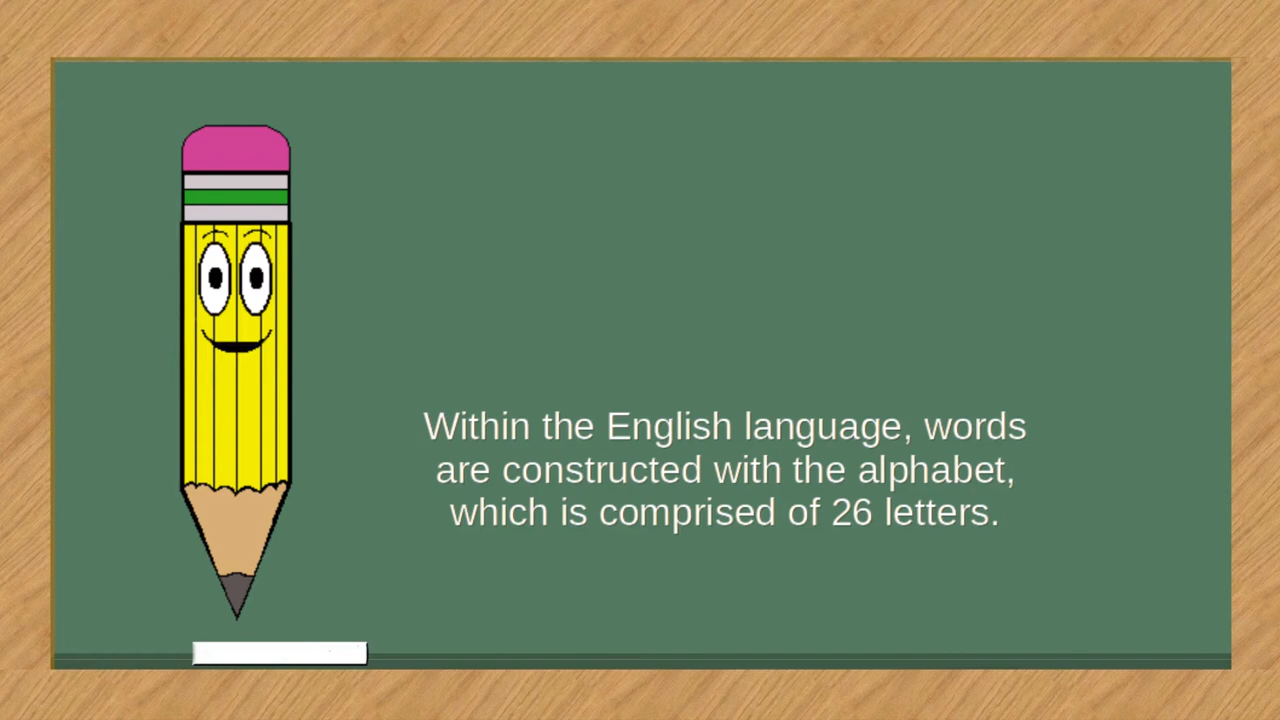 Within the English language, words
are constructed with the alphabet,
which is comprised of 26 letters.